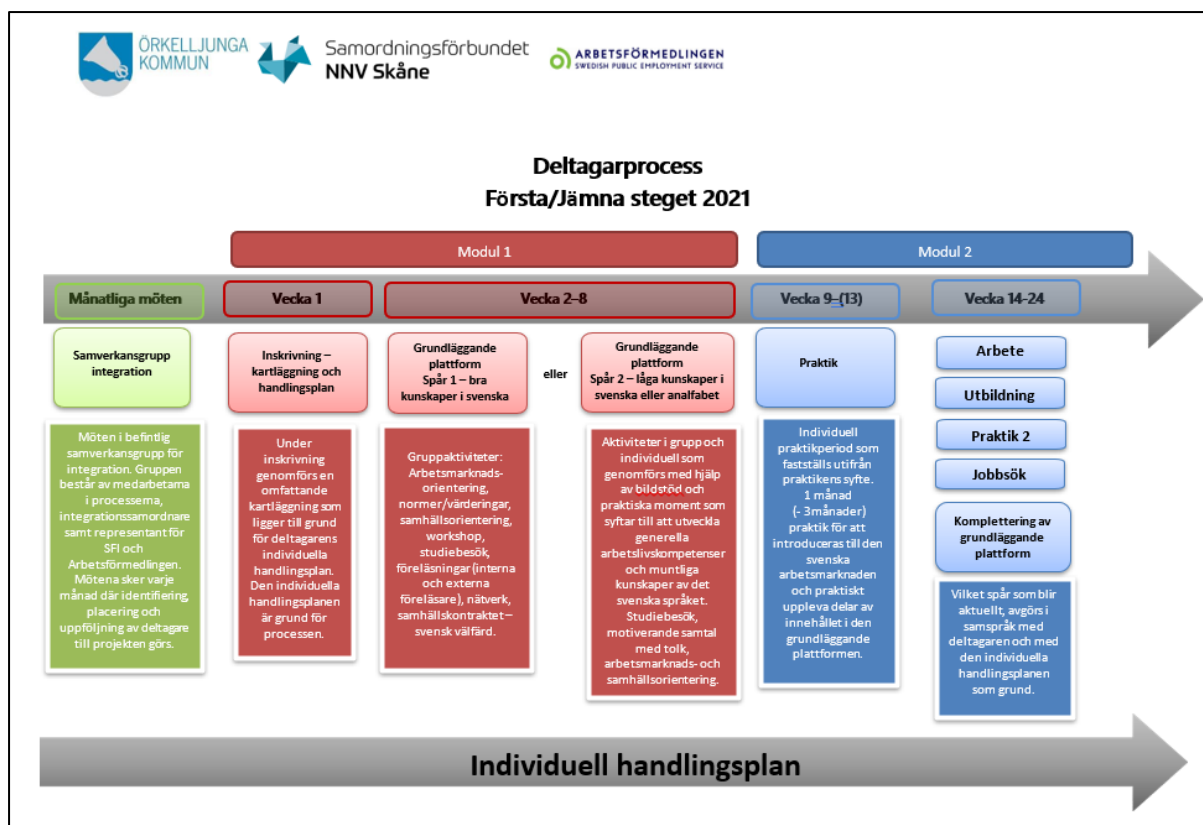 ÖRKELLJUNGA
KOMMUN
Samordningsförbundet
NNV Skåne
ARBETSFÖRMEDLINGEN
SWEDISH PUBLIC EMPLOYMENT SERVICE
Deltagarprocess
Första/Jämna steget 2021
Modul 1
Modul 2
Månatliga möten
Vecka 1
Vecka 2–8
Vecka 9–(13)
Vecka 14-24
Samverkansgrupp
integration
Möten i befintlig
samverkansgrupp för
integration. Gruppen
består av medarbetarna
i processerna,
integrationssamordnare
samt representant för
SFI och
Arbetsförmedlingen.
Mötena sker varje
månad där identifiering,
placering och
uppföljning av deltagare
till projekten görs.
Inskrivning –
kartläggning och
handlingsplan
Under
inskrivning
genomförs en
omfattande
kartläggning som
ligger till grund
för deltagarens
individuella
handlingsplan.
Den individuella
handlingsplanen
är grund för
processen.
Grundläggande
plattform
Spår 1 – bra
kunskaper i svenska
Gruppaktiviteter:
Arbetsmarknads-
orientering,
normer/värderingar,
samhällsorientering,
workshop,
studiebesök,
föreläsningar (interna
och externa
föreläsare), nätverk,
samhällskontraktet–
svensk välfärd.
eller
Grundläggande
plattform
Spår 2 – låga kunskaper i
svenska eller analfabet
Aktiviteter i grupp och
individuell som
genomförs med hjälp
av bildstöd och
praktiska moment som
syftar till att utveckla
generella
arbetslivskompetenser
och muntliga
kunskaper av det
svenska språket.
Studiebesök,
motiverande samtal
med tolk,
arbetsmarknads- och
samhällsorientering.
Praktik
Individuell
praktikperiod som
fastställs utifrån
praktikens syfte.
1 månad
(- 3månader)
praktik för att
introduceras till den
svenska
arbetsmarknaden
och praktiskt
uppleva delar av
innehållet i den
grundläggande
plattformen.
Arbete
Utbildning
Praktik 2
Jobbsök
Komplettering av
grundläggande
plattform
Vilket spår som blir
aktuellt, avgörs i
samspråk med
deltagaren och med
den individuella
handlingsplanen
som grund.
Individuell handlingsplan